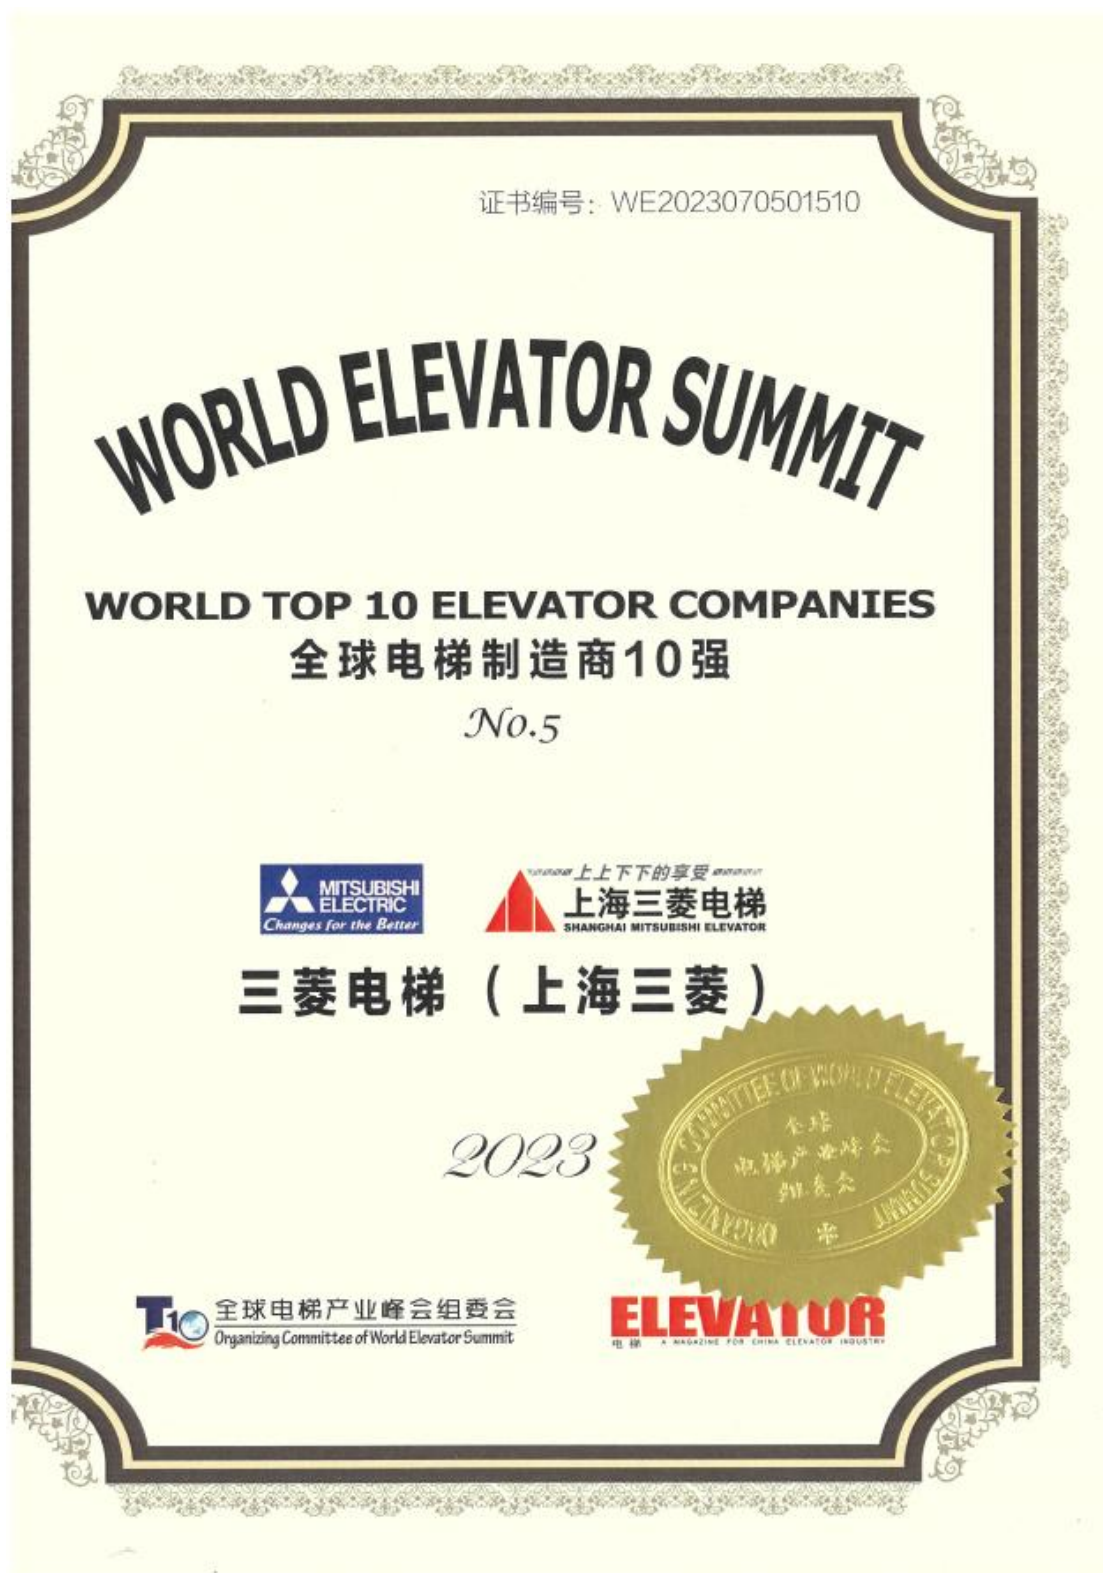 证书编号：WE2023070501510
WORLD ELEVATOR SUMMIT
WORLD TOP 10 ELEVATOR COMPANIES
全球电梯制造商10强
No.5
MITSUBISHI
ELECTRIC
Changes for the Better
上上下下的享受
上海三菱电梯
SHANGHAI MITSUBISHI ELEVATOR
三菱电梯（上海三菱）
2023
ORGANIZING COMMITTEE OF WORLD ELEVATOR SUMMIT
全球
电梯产业峰会
组委会
T10
全球电梯产业峰会组委会
Organizing Committee of World Elevator Summit
ELEVATOR
电梯 A MAGAZINE FOR CHINA ELEVATOR INDUSTRY